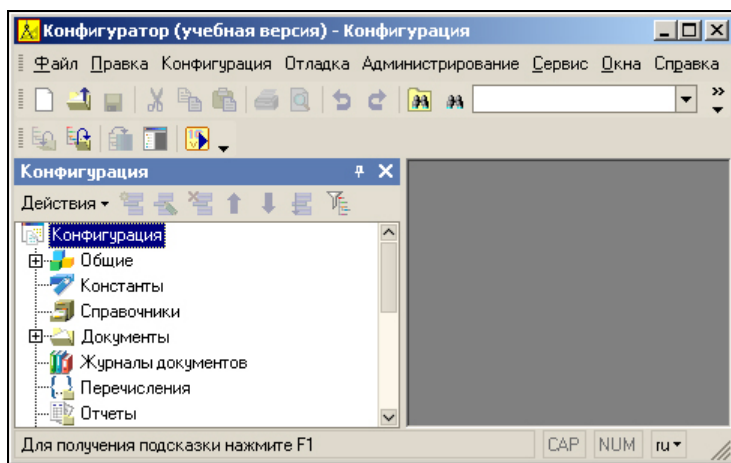 Конфигуратор (учебная версия) - Конфигурация
Файл Правка Конфигурация Отладка Администрирование Сервис Окна Справка
Конфигурация
Действия
Конфигурация
Общие
Константы
Справочники
Документы
Журналы документов
Перечисления
Отчеты
Для получения подсказки нажмите F1 CAP NUM ru